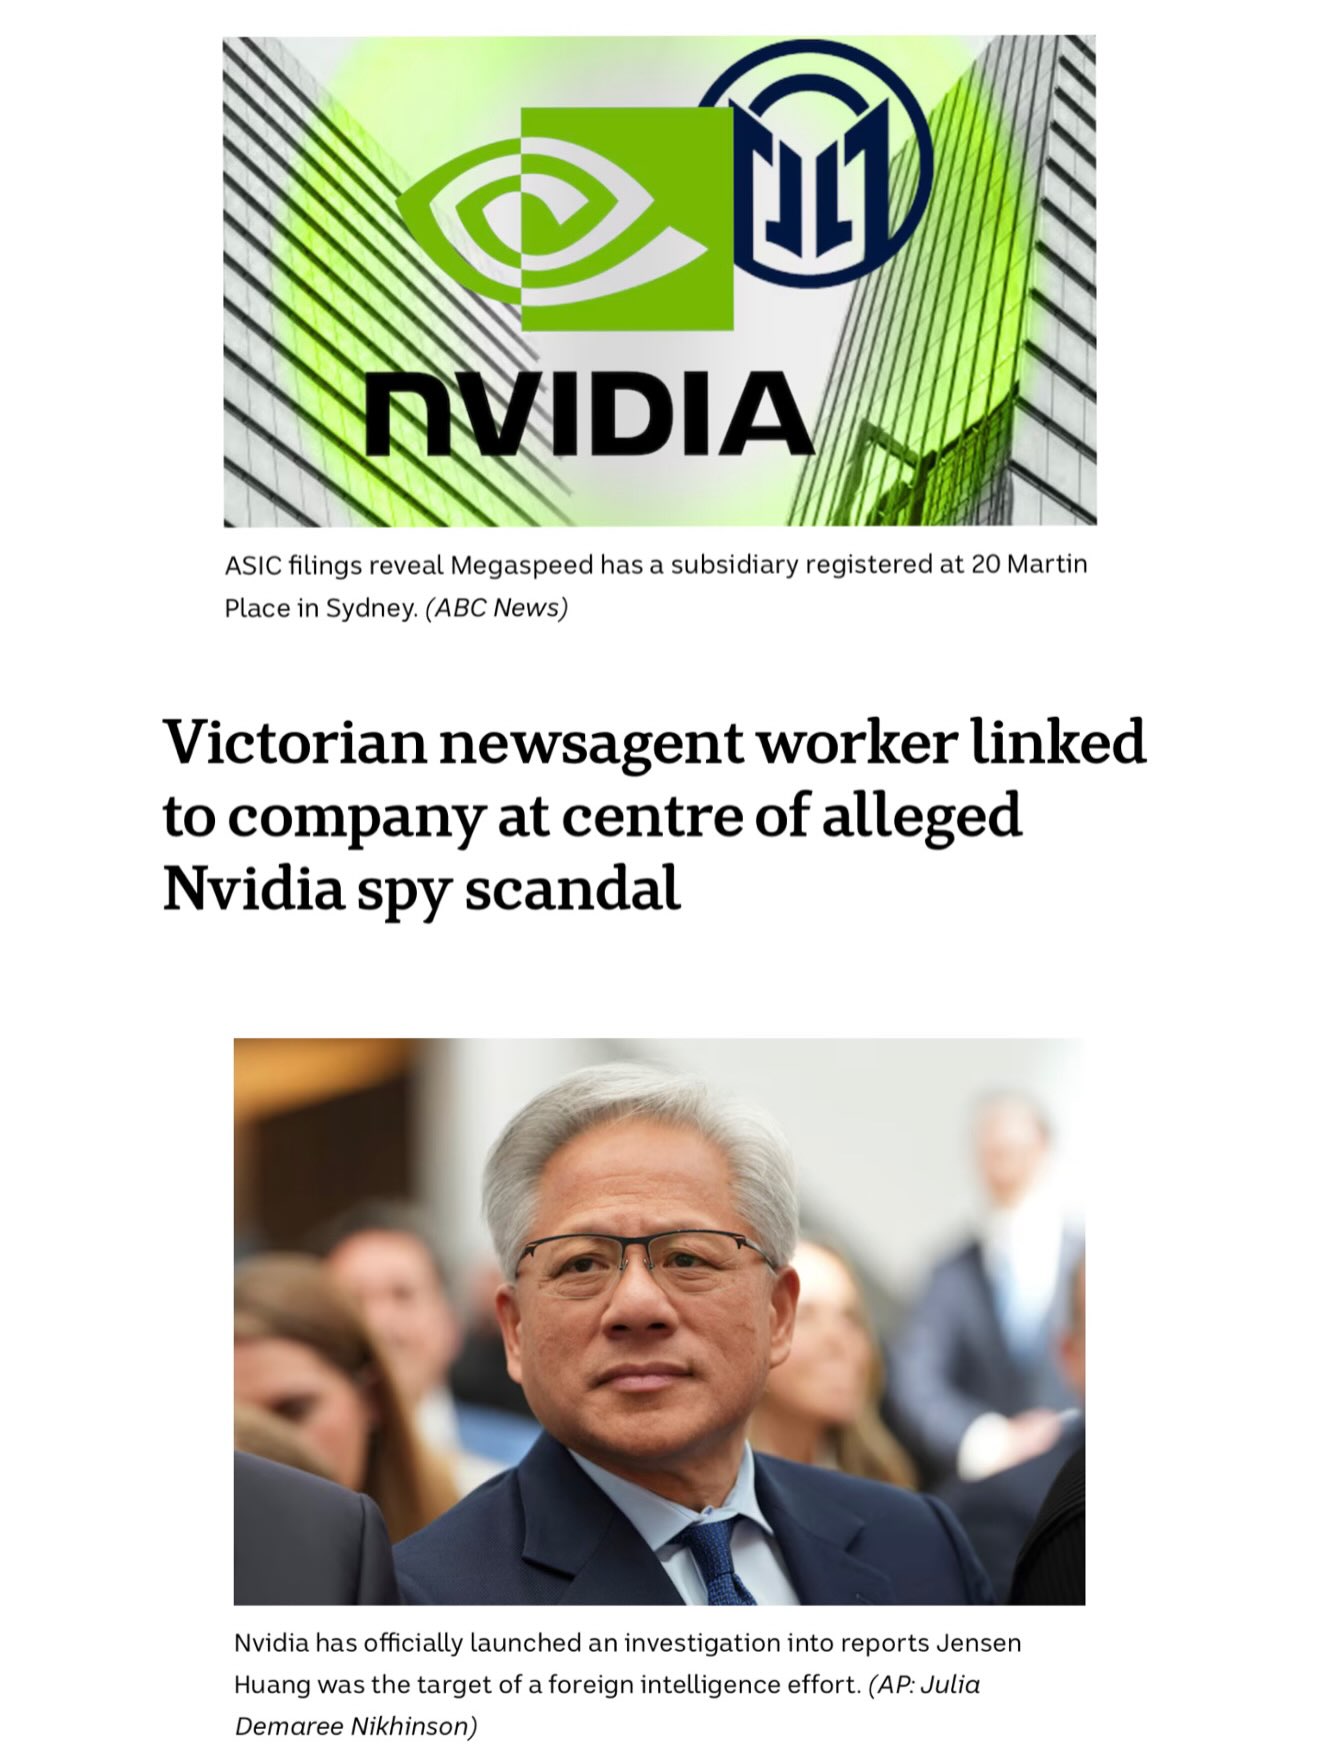 nVIDIA
ASIC filings reveal Megaspeed has a subsidiary registered at 20 Martin
Place in Sydney. (ABC News)
Victorian newsagent worker linked
to company at centre of alleged
Nvidia spy scandal
Nvidia has officially launched an investigation into reports Jensen
Huang was the target of a foreign intelligence effort. (AP: Julia
Demaree Nikhinson)